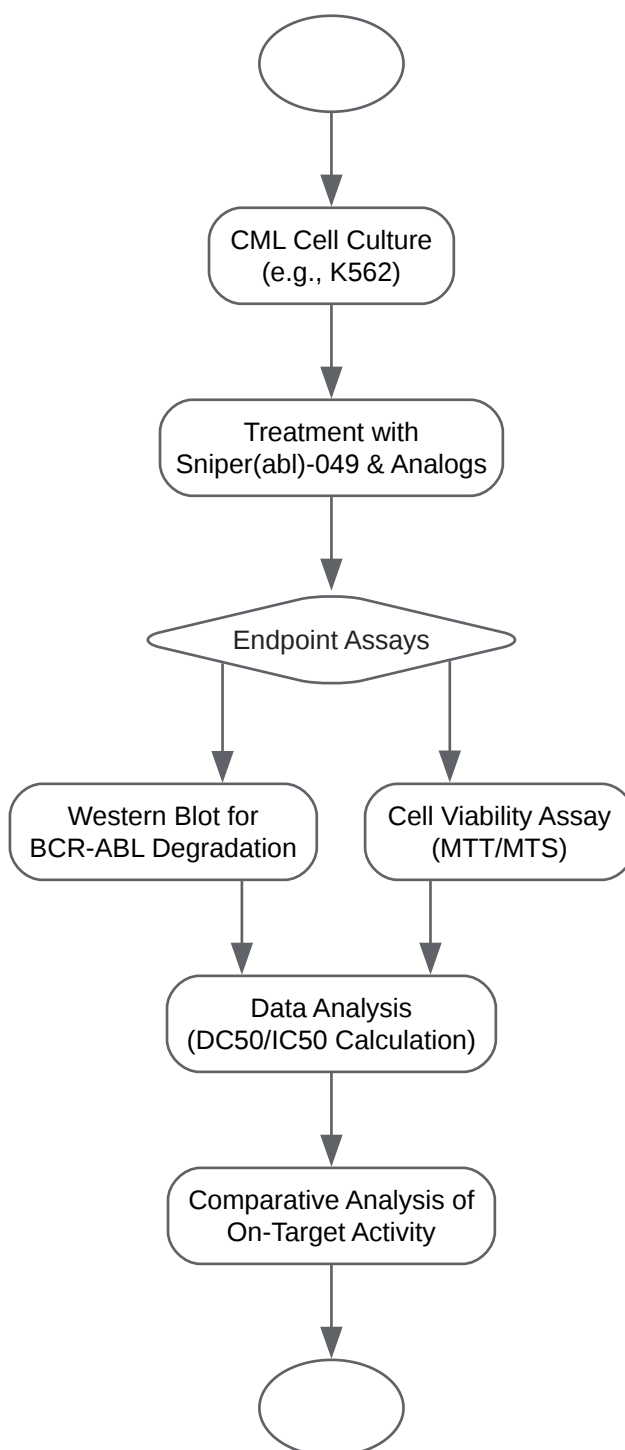 CML Cell Culture
(e.g., K562)
Treatment with
Sniper(abl)-049 & Analogs
Endpoint Assays
Western Blot for
BCR-ABL Degradation
Cell Viability Assay
(MTT/MTS)
Data Analysis
(DC50/IC50 Calculation)
Comparative Analysis of
On-Target Activity